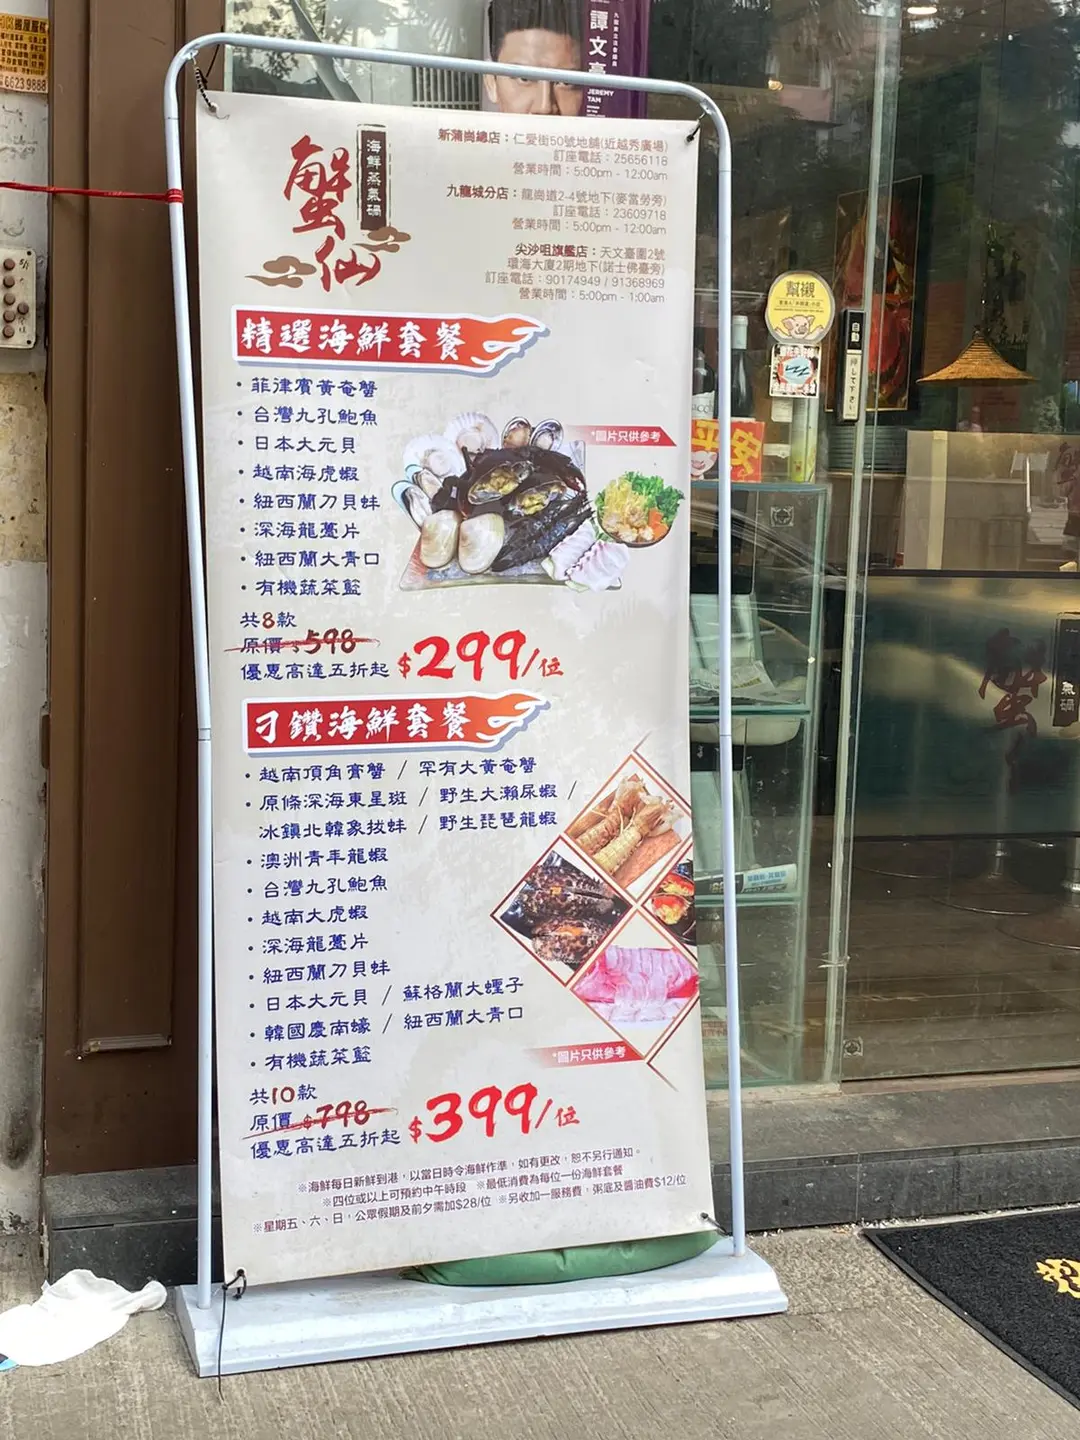 66239888
譚文豪
JEREMY
TAM
蟹仙
海鮮蒸氣鍋
新蒲崗總店：仁愛街50號地舖(近越秀廣場)
訂座電話：25656118
營業時間：5:00pm - 12:00am
九龍城分店：龍崗道2-4號地下(麥當勞旁)
訂座電話：23609718
營業時間：5:00pm - 12:00am
尖沙咀旗艦店：天文臺圍2號
環海大廈2期地下(諾士佛臺旁)
訂座電話：90174949 / 91368969
營業時間：5:00pm - 1:00am
精選海鮮套餐
・菲律賓黃奄蟹
・台灣九孔鮑魚
・日本大元貝
・越南海虎蝦
・紐西蘭刀貝蚌
・深海龍躉片
・紐西蘭大青口
・有機蔬菜籃
*圖片只供參考
共8款
原價 $598
優惠高達五折起 $299/位
刁鑽海鮮套餐
・越南頂角膏蟹 / 罕有大黃奄蟹
・原條深海東星斑 / 野生大瀨尿蝦 /
冰鎮北韓象拔蚌 / 野生琵琶龍蝦
・澳洲青年龍蝦
・台灣九孔鮑魚
・越南大虎蝦
・深海龍躉片
・紐西蘭刀貝蚌
・日本大元貝 / 蘇格蘭大蟶子
・韓國慶南蠔 / 紐西蘭大青口
・有機蔬菜籃
*圖片只供參考
共10款
原價 $798
優惠高達五折起 $399/位
※海鮮每日新鮮到港，以當日時令海鮮作準，如有更改，恕不另行通知。
※四位或以上可預約中午時段 ※最低消費為每位一份海鮮套餐
※星期五、六、日，公眾假期及前夕需加$28/位 ※另收加一服務費，粥底及醬油費$12/位
幫襯
自動
押して下さい
平安
蟹仙
氣鍋